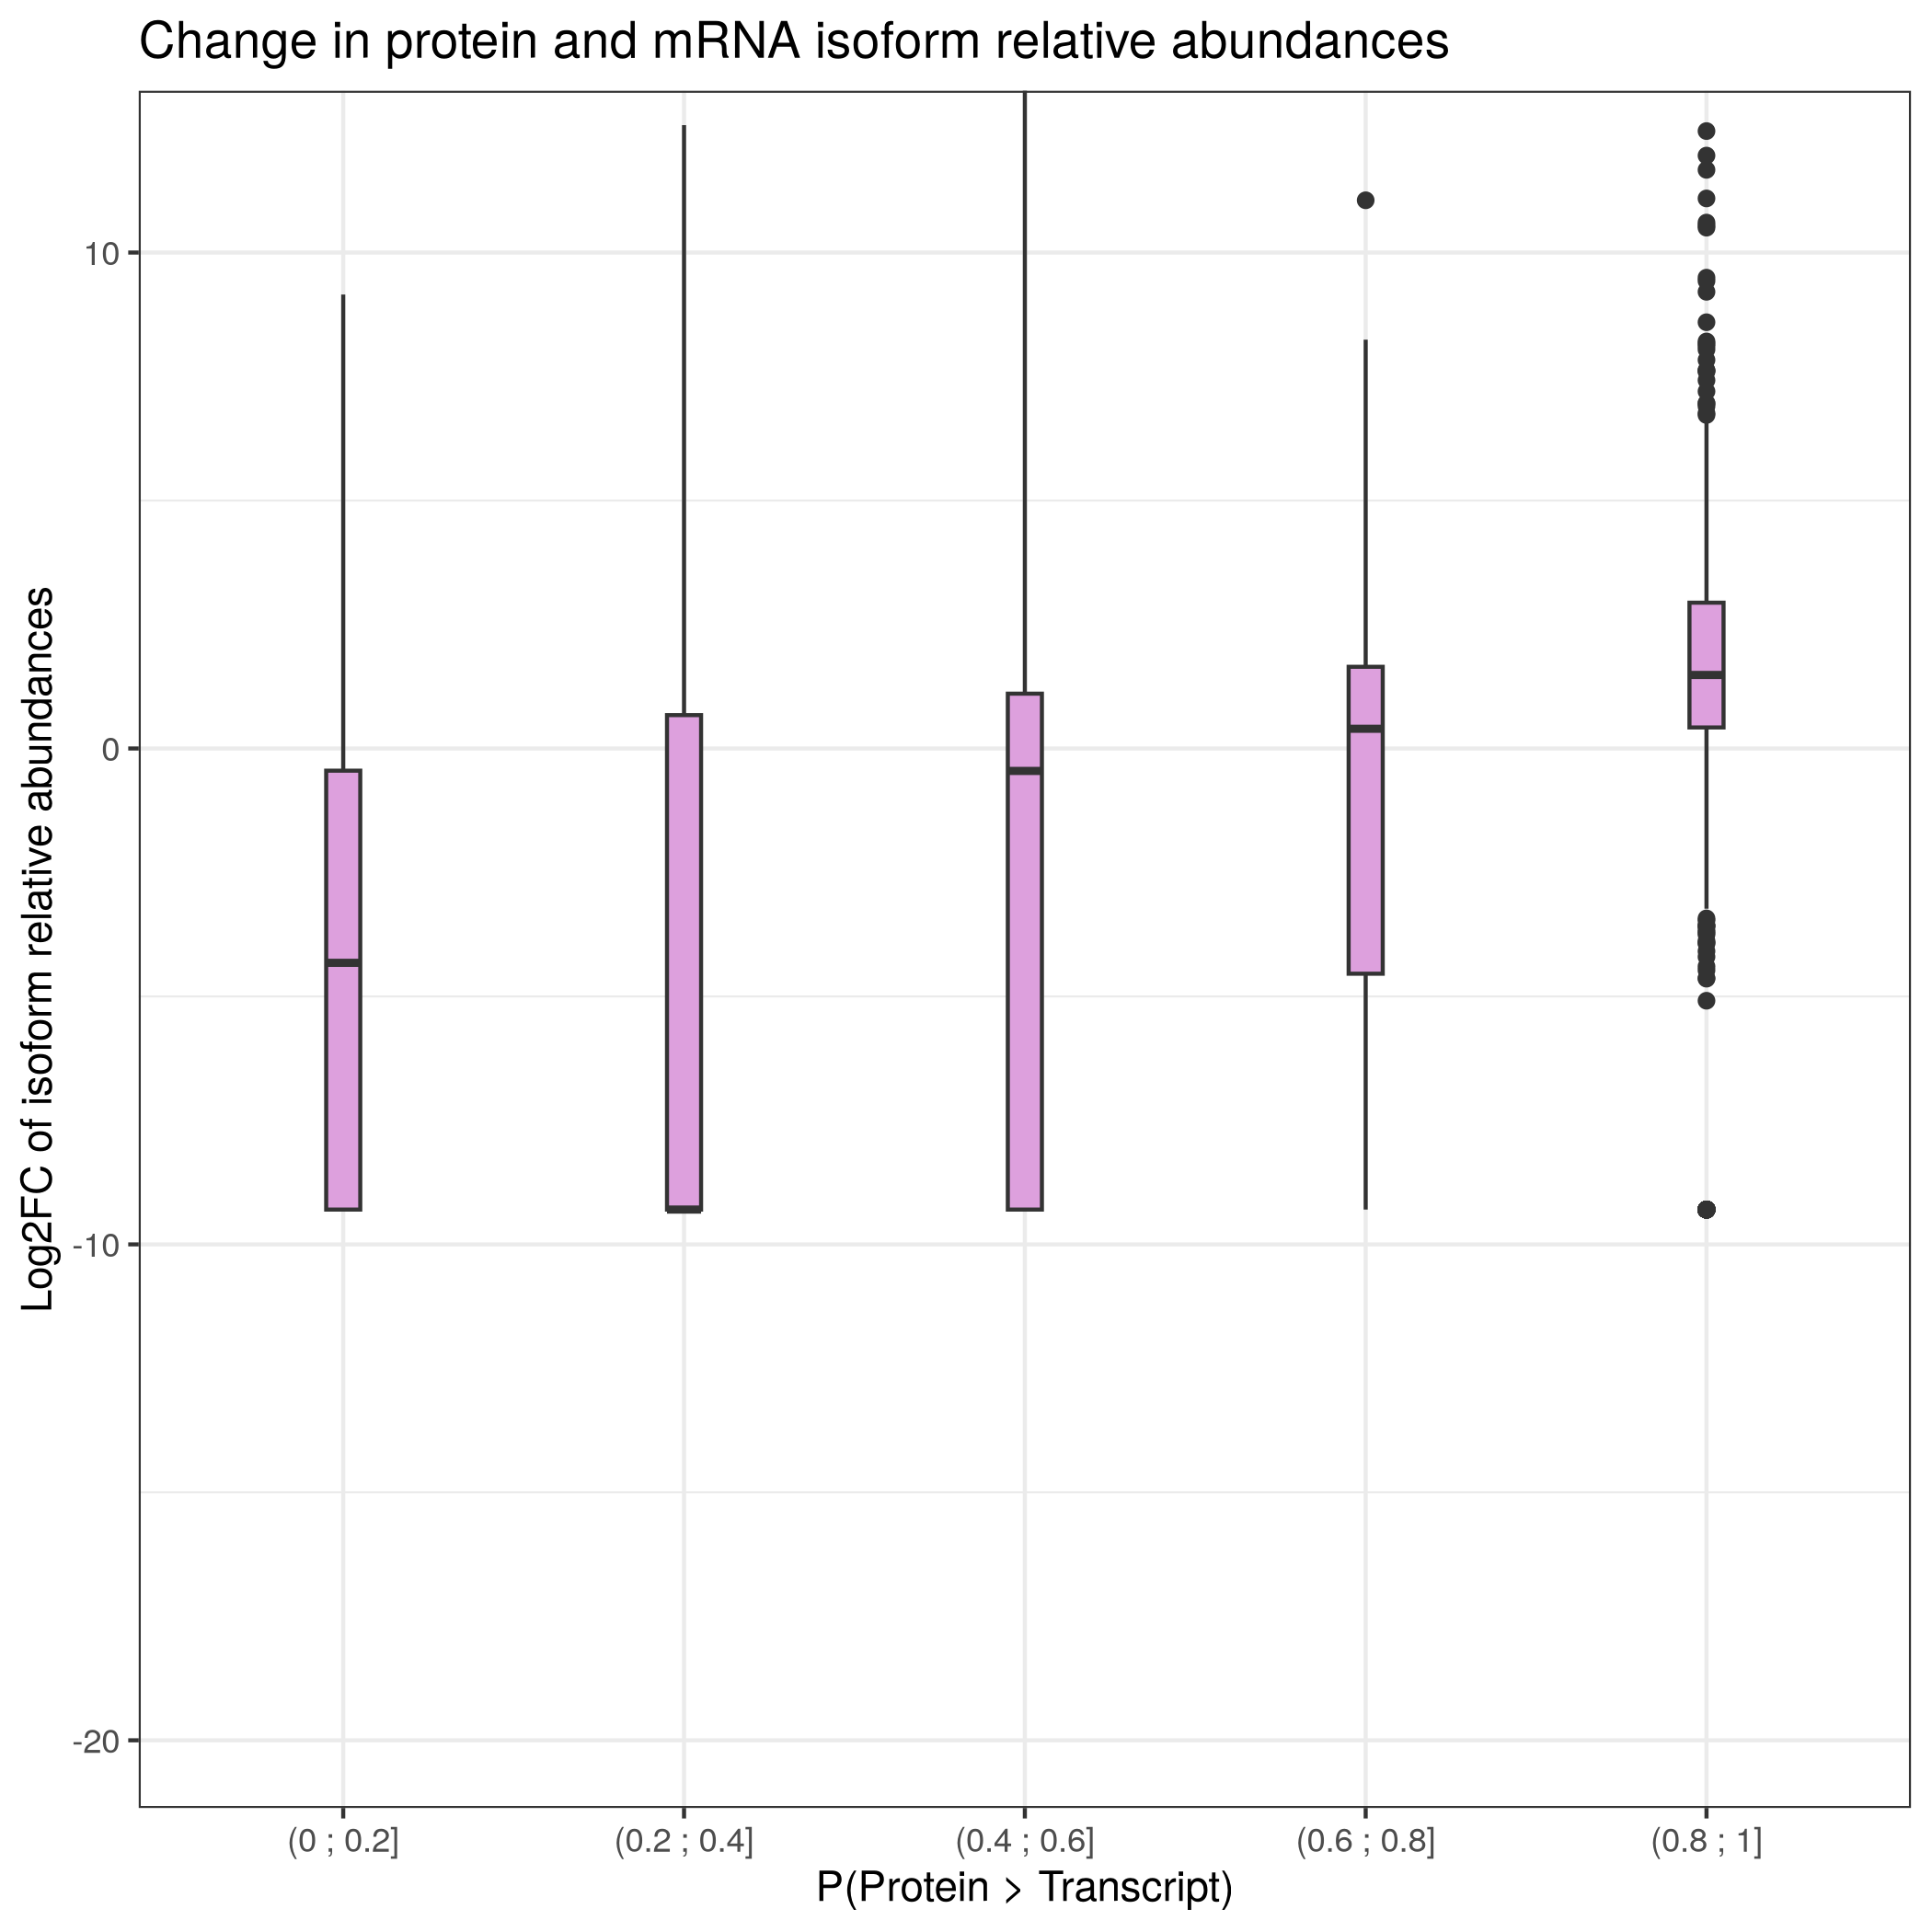 Change in protein and mRNA isoform relative abundances
Log2FC of isoform relative abundances
10
0
-10
-20
(0 ; 0.2]
(0.2 ; 0.4]
(0.4 ; 0.6]
(0.6 ; 0.8]
(0.8 ; 1]
P(Protein > Transcript)